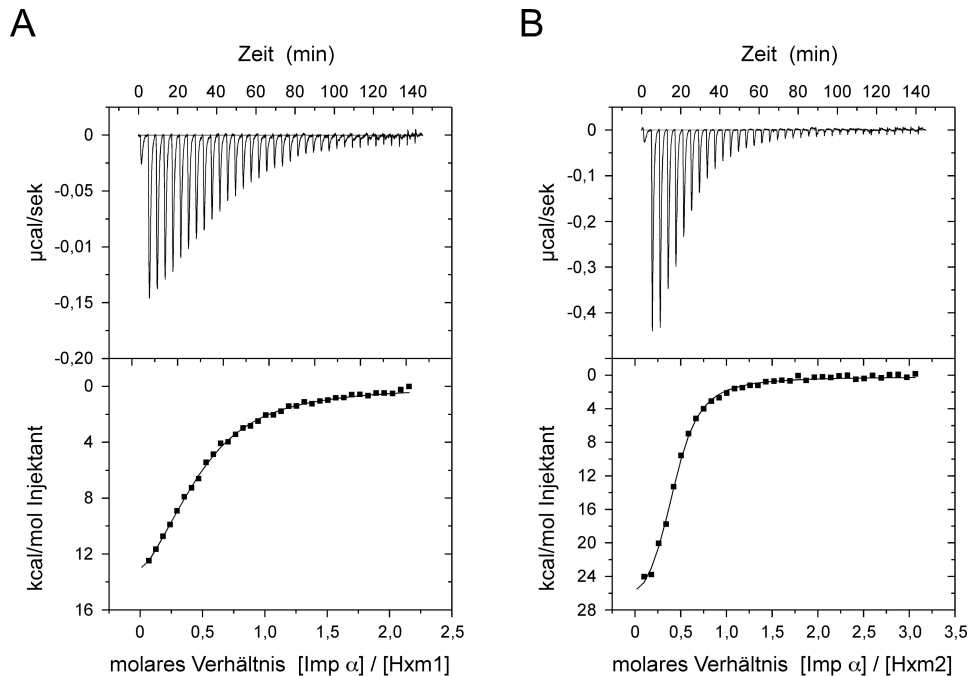 A
Zeit (min)
0 20 40 60 80 100 120 140
0
-0,05
-0,01
-0,15
-0,20
µcal/sek
0
4
8
12
16
kcal/mol Injektant
0 0,5 1,0 1,5 2,0 2,5
molares Verhältnis [Imp α] / [Hxm1]
B
Zeit (min)
0 20 40 60 80 100 120 140
0
-0,1
-0,2
-0,3
-0,4
µcal/sek
0
4
8
12
16
20
24
28
kcal/mol Injektant
0 0,5 1,0 1,5 2,0 2,5 3,0 3,5
molares Verhältnis [Imp α] / [Hxm2]